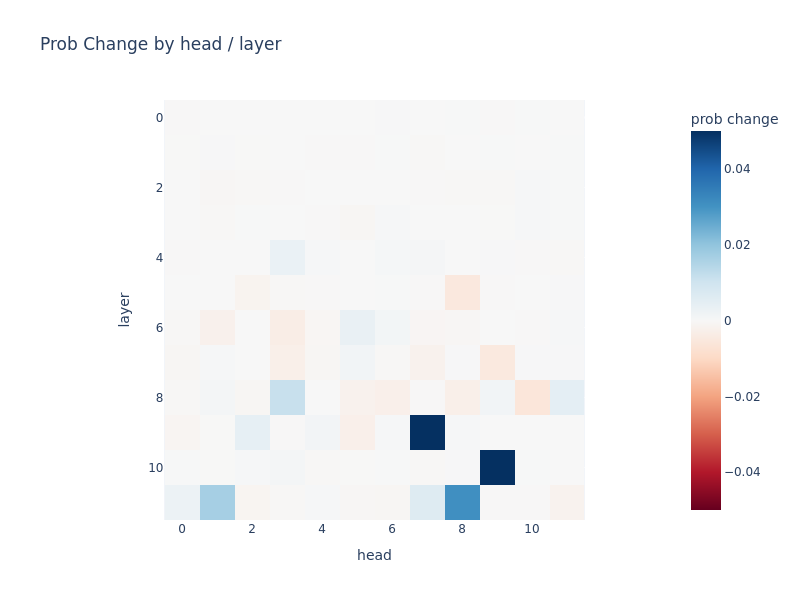 Prob Change by head / layer
prob change
0
2
4
6
8
10
layer
0.04
0.02
0
−0.02
−0.04
0 2 4 6 8 10
head